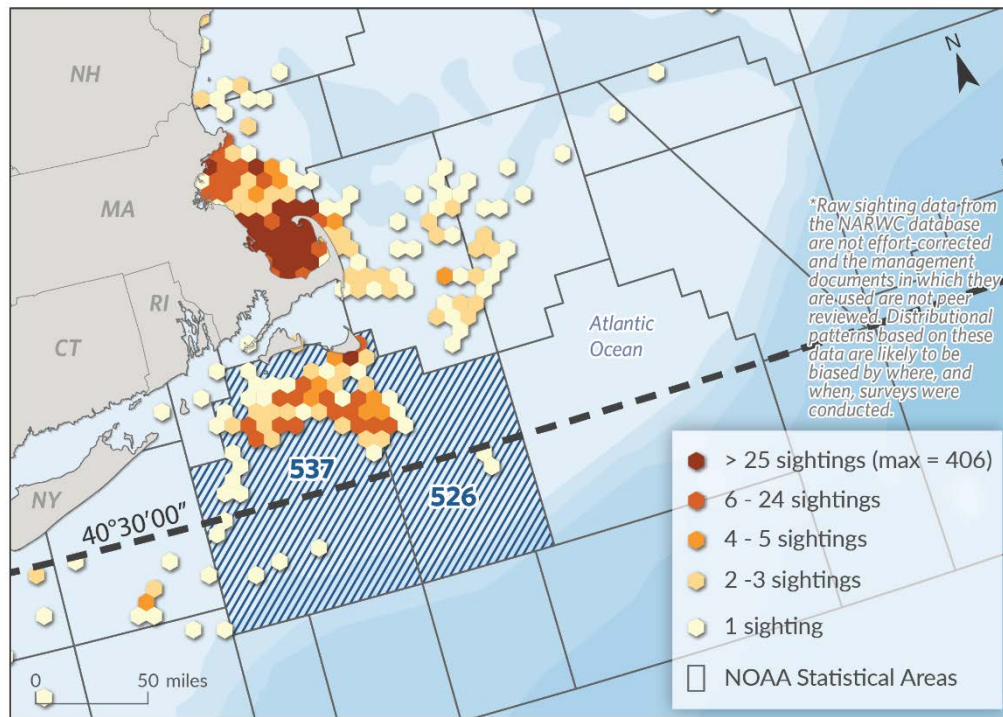 NH
N
MA
*Raw sighting data from
the NARWC database
are not effort-corrected
and the management
documents in which they
are used are not peer
reviewed. Distributional
patterns based on these
data are likely to be
biased by where, and
when, surveys were
conducted.
RI
CT
Atlantic
Ocean
537
526
NY
40°30'00"
> 25 sightings (max = 406)
6 - 24 sightings
4 - 5 sightings
2 -3 sightings
1 sighting
NOAA Statistical Areas
0 50 miles